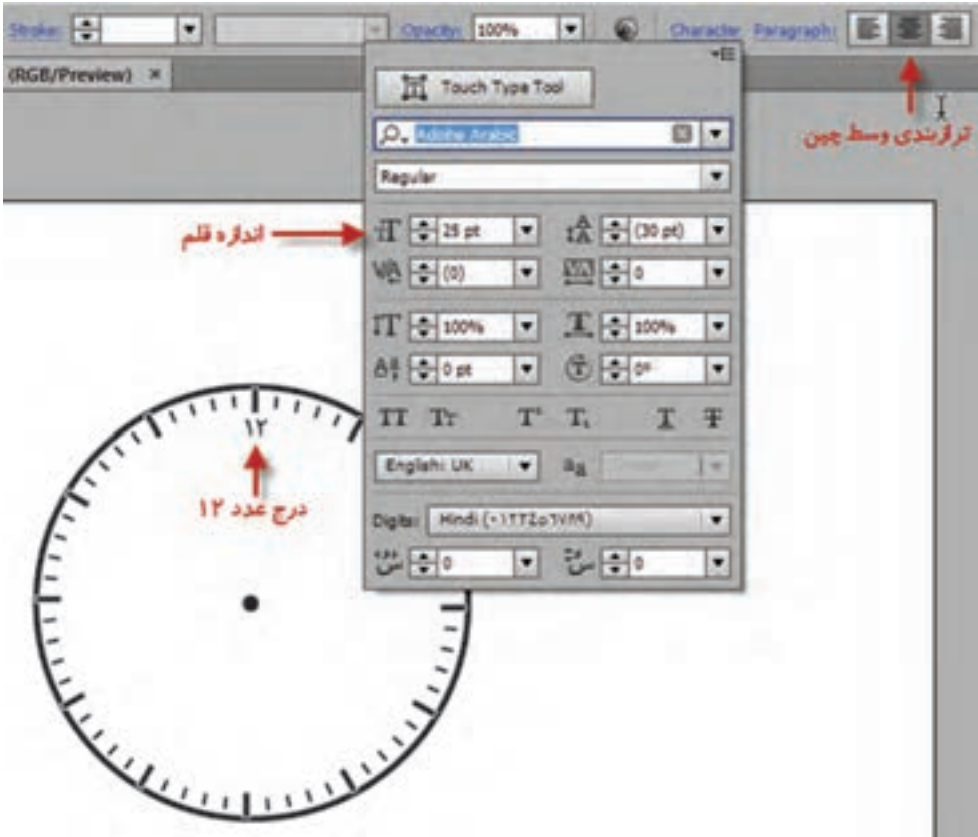 Stroke: Opacity: 100% Character Paragraph:
(RGB/Preview) ×
Touch Type Tool
ترازبندی وسط چین
Adobe Arabic
Regular
اندازه قلم
25 pt (30 pt)
(0) 0
100% 100%
0 pt 0°
۱۲
English: UK
درج عدد ۱۲
Digits: Hindi
0 0